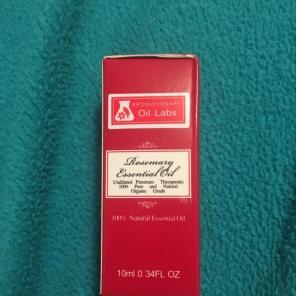 AROMATHERAPY
Oil Labs
Rosemary
Essential Oil
Undiluted Premium Therapeutic
100% Pure and Natural
Organic Grade
100% Natural Essential Oil
10ml 0.34FL OZ